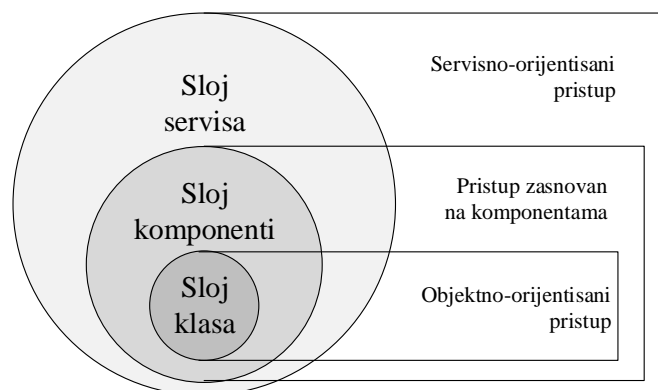 Servisno-orijentisani
pristup
Sloj
servisa
Pristup zasnovan
na komponentama
Sloj
komponenti
Objektno-orijentisani
pristup
Sloj
klasa